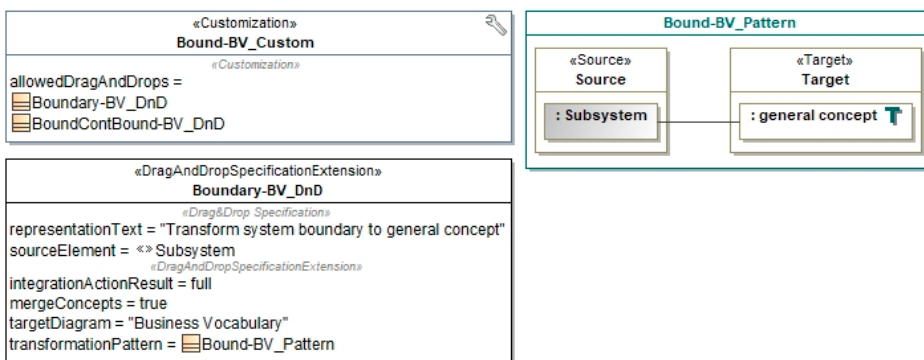 «Customization»
Bound-BV_Custom
«Customization»
allowedDragAndDrops =
Boundary-BV_DnD
BoundContBound-BV_DnD
«DragAndDropSpecificationExtension»
Boundary-BV_DnD
«Drag&Drop Specification»
representationText = "Transform system boundary to general concept"
sourceElement = «» Subsystem
«DragAndDropSpecificationExtension»
integrationActionResult = full
mergeConcepts = true
targetDiagram = "Business Vocabulary"
transformationPattern = Bound-BV_Pattern
Bound-BV_Pattern
«Source»
Source
: Subsystem
«Target»
Target
: general concept T